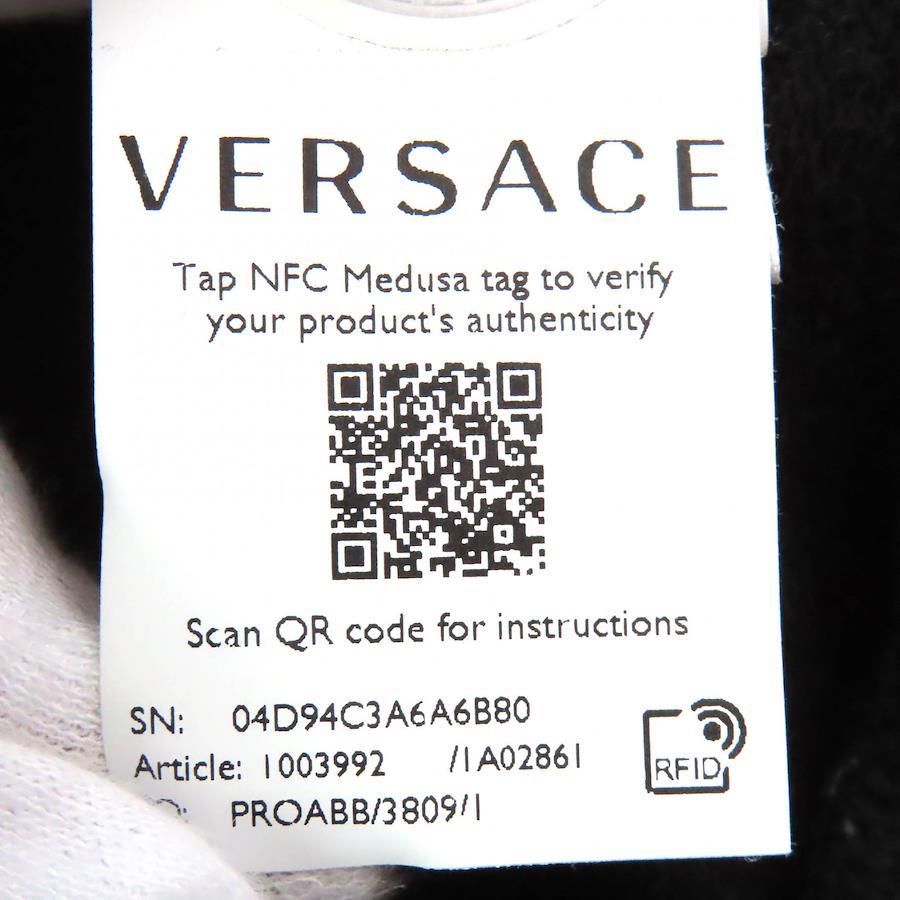 VERSACE
Tap NFC Medusa tag to verify
your product's authenticity
Scan QR code for instructions
SN: 04D94C3A6A6B80
Article: 1003992 /1A02861
PROABB/3809/1
RFID